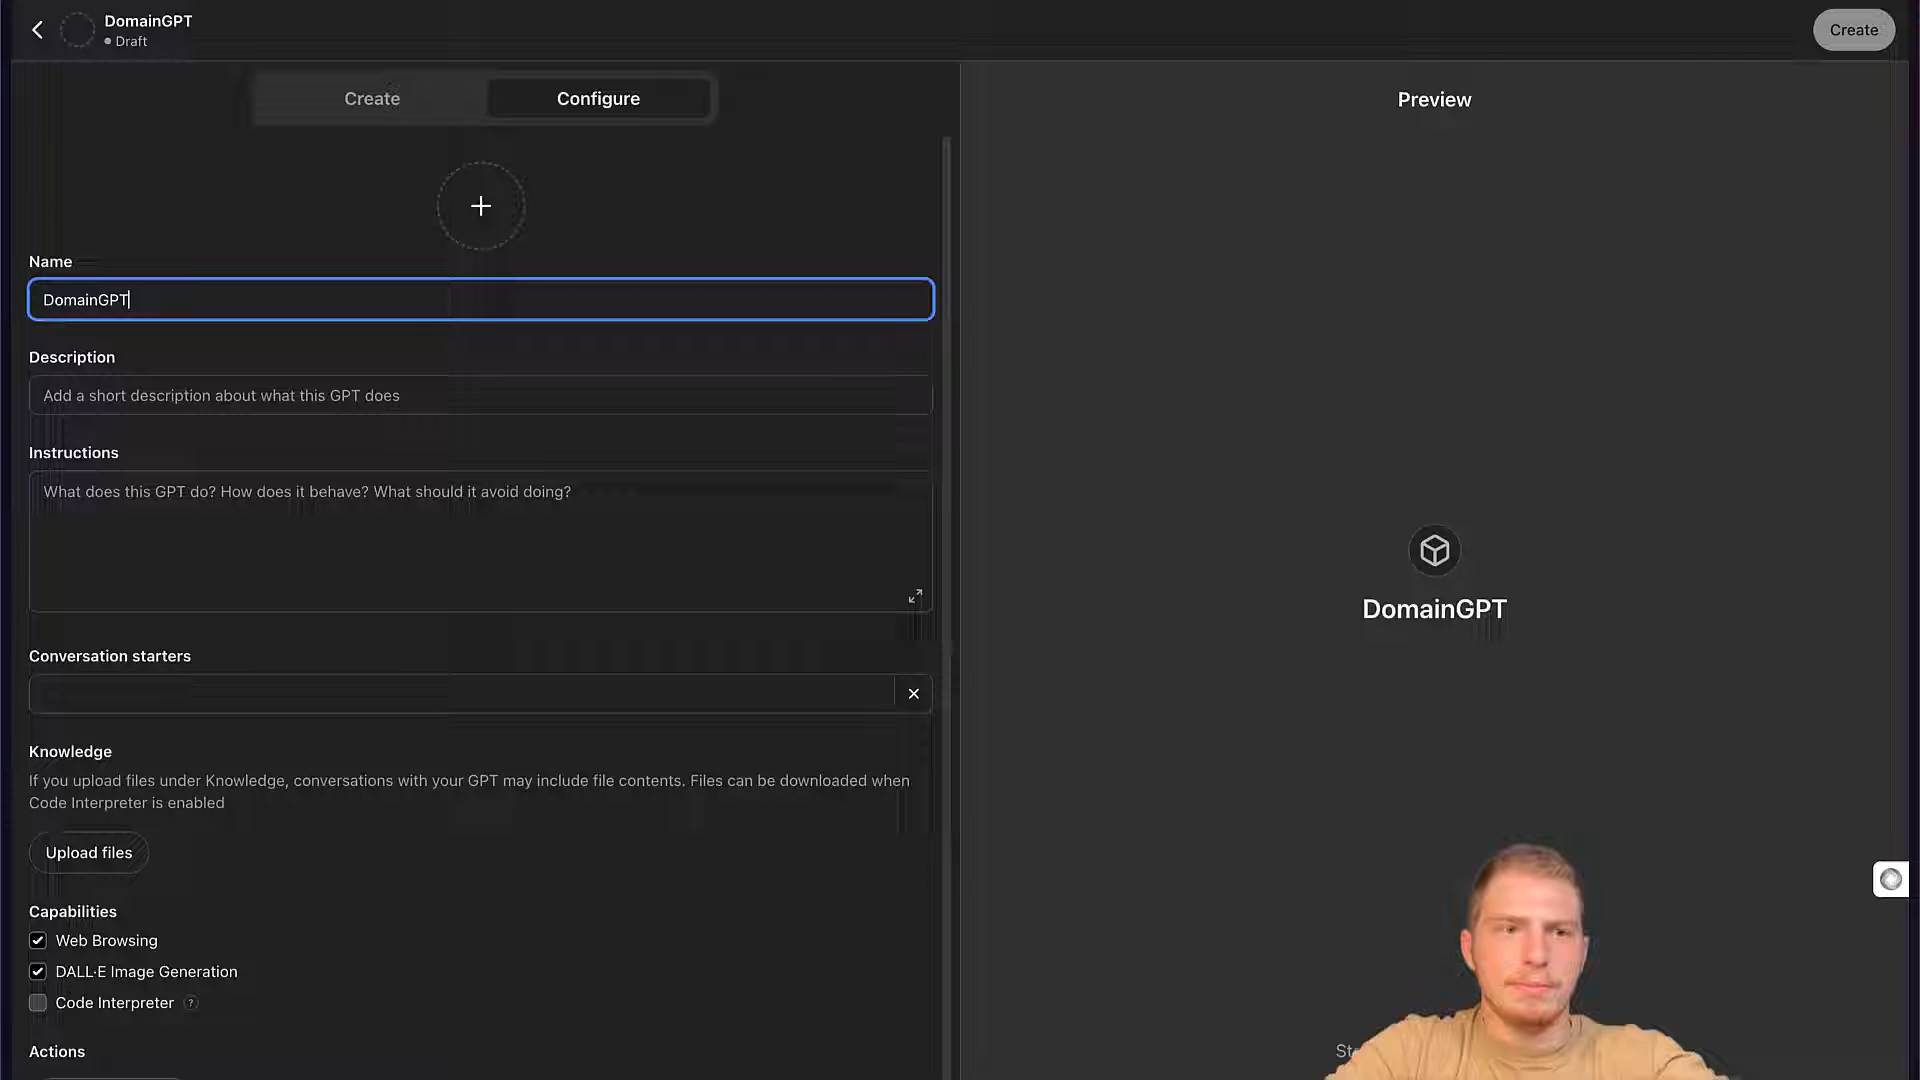 DomainGPT
Draft
Create
Create
Configure
Preview
Name
DomainGPT
Description
Add a short description about what this GPT does
Instructions
What does this GPT do? How does it behave? What should it avoid doing?
DomainGPT
Conversation starters
Knowledge
If you upload files under Knowledge, conversations with your GPT may include file contents. Files can be downloaded when
Code Interpreter is enabled
Upload files
Capabilities
Web Browsing
DALL·E Image Generation
Code Interpreter ?
Actions